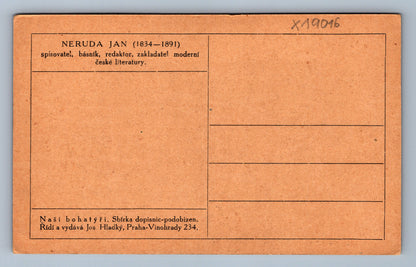 X19016
NERUDA JAN (1834—1891)
spisovatel, básník, redaktor, zakladatel moderní
české literatury.
Naši bohatýři. Sbírka dopisnic-podobizen.
Řídí a vydává Jos Hladký, Praha-Vinohrady 234.